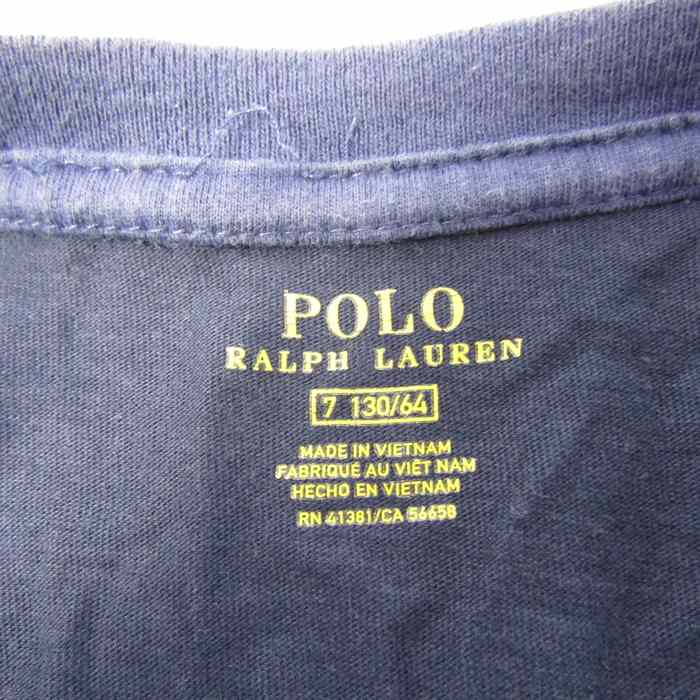 POLO
RALPH LAUREN
7 130/64
MADE IN VIETNAM
FABRIQUÉ AU VIÊT NAM
HECHO EN VIETNAM
RN 41381/CA 56658